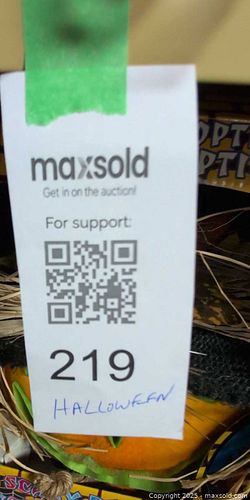 maxsold
Get in on the auction!
For support:
219
HALLOWEEN
Copyright 2025 - maxsold.com